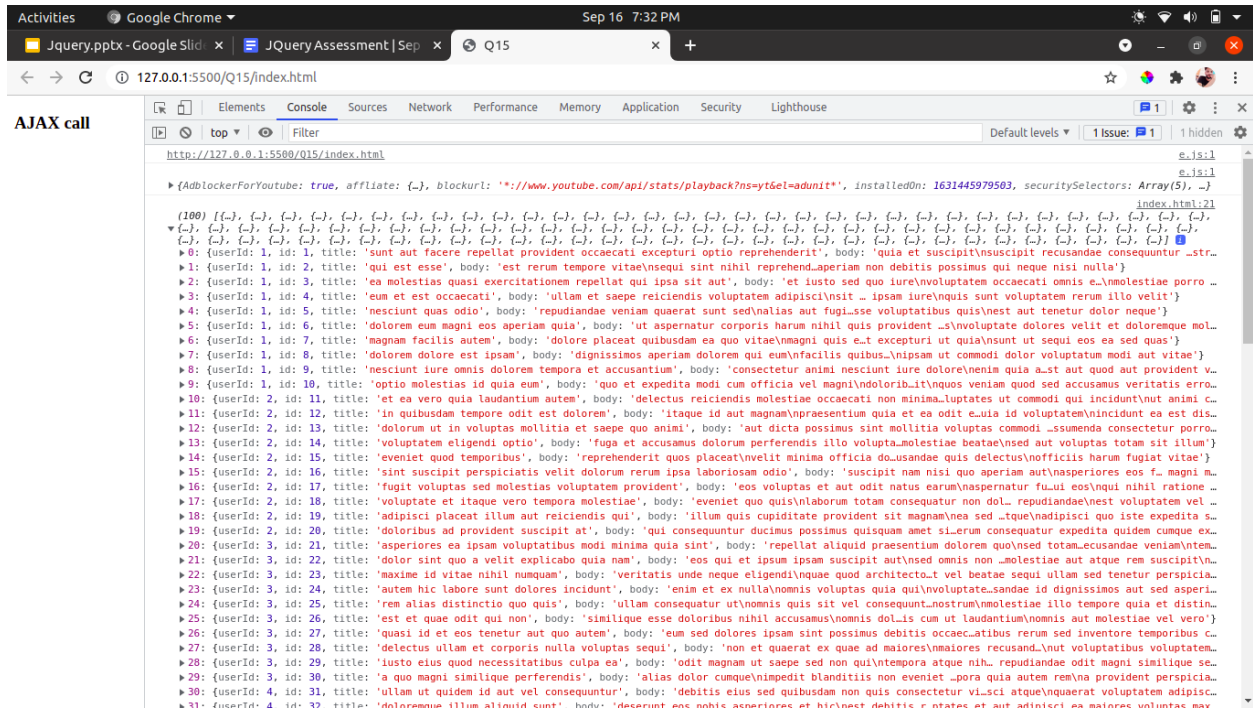 Activities Google Chrome Sep 16 7:32 PM
Jquery.pptx - Google Slid JQuery Assessment | Sep Q15
127.0.0.1:5500/Q15/index.html
AJAX call
Elements Console Sources Network Performance Memory Application Security Lighthouse 1
top Filter Default levels 1 Issue: 1 1 hidden
http://127.0.0.1:5500/Q15/index.html e.js:1
e.js:1
{AdblockerForYoutube: true, affliate: {…}, blockurl: '*://www.youtube.com/api/stats/playback?ns=yt&el=adunit*', installedOn: 1631445979503, securitySelectors: Array(5), …}
index.html:21
(100) [{…}, {…}, {…}, {…}, {…}, {…}, {…}, {…}, {…}, {…}, {…}, {…}, {…}, {…}, {…}, {…}, {…}, {…}, {…}, {…}, {…}, {…}, {…}, {…}, {…}, {…}, {…}, {…}, {…}, {…}, {…}, {…}, {…},
{…}, {…}, {…}, {…}, {…}, {…}, {…}, {…}, {…}, {…}, {…}, {…}, {…}, {…}, {…}, {…}, {…}, {…}, {…}, {…}, {…}, {…}, {…}, {…}, {…}, {…}, {…}, {…}, {…}, {…}, {…}, {…}, {…}, {…},
{…}, {…}, {…}, {…}, {…}, {…}, {…}, {…}, {…}, {…}, {…}, {…}, {…}, {…}, {…}, {…}, {…}, {…}, {…}, {…}, {…}, {…}, {…}, {…}, {…}, {…}, {…}, {…}, {…}, {…}, {…}, {…}, {…}]
0: {userId: 1, id: 1, title: 'sunt aut facere repellat provident occaecati excepturi optio reprehenderit', body: 'quia et suscipit\nsuscipit recusandae consequuntur …str…
1: {userId: 1, id: 2, title: 'qui est esse', body: 'est rerum tempore vitae\nsequi sint nihil reprehend…aperiam non debitis possimus qui neque nisi nulla'}
2: {userId: 1, id: 3, title: 'ea molestias quasi exercitationem repellat qui ipsa sit aut', body: 'et iusto sed quo iure\nvoluptatem occaecati omnis e…\nmolestiae porro …
3: {userId: 1, id: 4, title: 'eum et est occaecati', body: 'ullam et saepe reiciendis voluptatem adipisci\nsit … ipsam iure\nquis sunt voluptatem rerum illo velit'}
4: {userId: 1, id: 5, title: 'nesciunt quas odio', body: 'repudiandae veniam quaerat sunt sed\nalias aut fugi…sse voluptatibus quis\nest aut tenetur dolor neque'}
5: {userId: 1, id: 6, title: 'dolorem eum magni eos aperiam quia', body: 'ut aspernatur corporis harum nihil quis provident …s\nvoluptate dolores velit et doloremque mol…
6: {userId: 1, id: 7, title: 'magnam facilis autem', body: 'dolore placeat quibusdam ea quo vitae\nmagni quis e…t excepturi ut quia\nsunt ut sequi eos ea sed quas'}
7: {userId: 1, id: 8, title: 'dolorem dolore est ipsam', body: 'dignissimos aperiam dolorem qui eum\nfacilis quibus…\nipsam ut commodi dolor voluptatum modi aut vitae'}
8: {userId: 1, id: 9, title: 'nesciunt iure omnis dolorem tempora et accusantium', body: 'consectetur animi nesciunt iure dolore\nenim quia a…st aut quod aut provident v…
9: {userId: 1, id: 10, title: 'optio molestias id quia eum', body: 'quo et expedita modi cum officia vel magni\ndolorib…it\nquos veniam quod sed accusamus veritatis erro…
10: {userId: 2, id: 11, title: 'et ea vero quia laudantium autem', body: 'delectus reiciendis molestiae occaecati non minima…luptates ut commodi qui incidunt\nut animi c…
11: {userId: 2, id: 12, title: 'in quibusdam tempore odit est dolorem', body: 'itaque id aut magnam\npraesentium quia et ea odit e…uia id voluptatem\nincidunt ea est dis…
12: {userId: 2, id: 13, title: 'dolorum ut in voluptas mollitia et saepe quo animi', body: 'aut dicta possimus sint mollitia voluptas commodi …ssumenda consectetur porro…
13: {userId: 2, id: 14, title: 'voluptatem eligendi optio', body: 'fuga et accusamus dolorum perferendis illo volupta…molestiae beatae\nsed aut voluptas totam sit illum'}
14: {userId: 2, id: 15, title: 'eveniet quod temporibus', body: 'reprehenderit quos placeat\nvelit minima officia do…usandae quis delectus\nofficiis harum fugiat vitae'}
15: {userId: 2, id: 16, title: 'sint suscipit perspiciatis velit dolorum rerum ipsa laboriosam odio', body: 'suscipit nam nisi quo aperiam aut\nasperiores eos f… magni m…
16: {userId: 2, id: 17, title: 'fugit voluptas sed molestias voluptatem provident', body: 'eos voluptas et aut odit natus earum\naspernatur fu…ui eos\nqui nihil ratione …
17: {userId: 2, id: 18, title: 'voluptate et itaque vero tempora molestiae', body: 'eveniet quo quis\nlaborum totam consequatur non dol… repudiandae\nest voluptatem vel …
18: {userId: 2, id: 19, title: 'adipisci placeat illum aut reiciendis qui', body: 'illum quis cupiditate provident sit magnam\nea sed …tque\nadipisci quo iste expedita s…
19: {userId: 2, id: 20, title: 'doloribus ad provident suscipit at', body: 'qui consequuntur ducimus possimus quisquam amet si…erum consequatur expedita quidem cumque ex…
20: {userId: 3, id: 21, title: 'asperiores ea ipsam voluptatibus modi minima quia sint', body: 'repellat aliquid praesentium dolorem quo\nsed totam…ecusandae veniam\ntem…
21: {userId: 3, id: 22, title: 'dolor sint quo a velit explicabo quia nam', body: 'eos qui et ipsum ipsam suscipit aut\nsed omnis non …molestiae aut atque rem suscipit\n…
22: {userId: 3, id: 23, title: 'maxime id vitae nihil numquam', body: 'veritatis unde neque eligendi\nquae quod architecto…t vel beatae sequi ullam sed tenetur perspicia…
23: {userId: 3, id: 24, title: 'autem hic labore sunt dolores incidunt', body: 'enim et ex nulla\nomnis voluptas quia qui\nvoluptate…sandae id dignissimos aut sed asperi…
24: {userId: 3, id: 25, title: 'rem alias distinctio quo quis', body: 'ullam consequatur ut\nomnis quis sit vel consequunt…nostrum\nmolestiae illo tempore quia et distin…
25: {userId: 3, id: 26, title: 'est et quae odit qui non', body: 'similique esse doloribus nihil accusamus\nomnis dol…is cum ut laudantium\nomnis aut molestiae vel vero'}
26: {userId: 3, id: 27, title: 'quasi id et eos tenetur aut quo autem', body: 'eum sed dolores ipsam sint possimus debitis occaec…atibus rerum sed inventore temporibus c…
27: {userId: 3, id: 28, title: 'delectus ullam et corporis nulla voluptas sequi', body: 'non et quaerat ex quae ad maiores\nmaiores recusand…\nut voluptatibus voluptatem…
28: {userId: 3, id: 29, title: 'iusto eius quod necessitatibus culpa ea', body: 'odit magnam ut saepe sed non qui\ntempora atque nih… repudiandae odit magni similique se…
29: {userId: 3, id: 30, title: 'a quo magni similique perferendis', body: 'alias dolor cumque\nimpedit blanditiis non eveniet …pora quia autem rem\na provident perspicia…
30: {userId: 4, id: 31, title: 'ullam ut quidem id aut vel consequuntur', body: 'debitis eius sed quibusdam non quis consectetur vi…sci atque\nquaerat voluptatem adipisc…
31: {userId: 4, id: 32, title: 'doloremque illum aliquid sunt', body: 'deserunt eos nobis asperiores et hic\nest debitis r…ptates et aut adipisci ea maiores voluptas max…